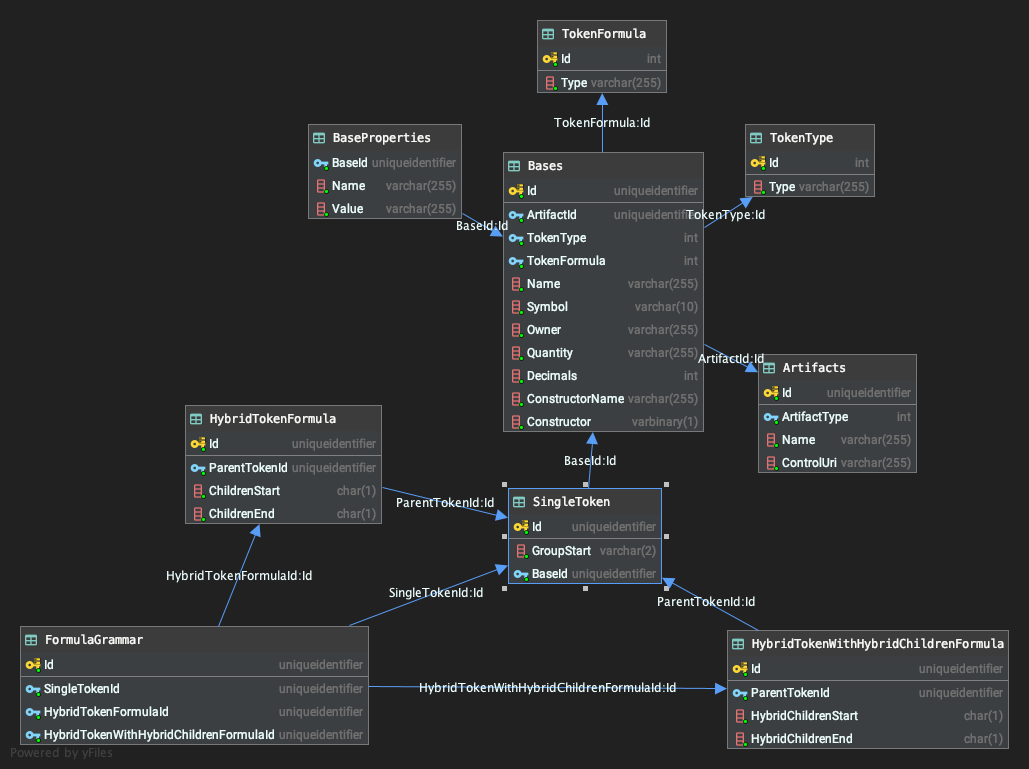 TokenFormula
Id int
Type varchar(255)
TokenFormula:Id
BaseProperties
BaseId uniqueidentifier
Name varchar(255)
Value varchar(255)
BaseId:Id
TokenType
Id int
Type varchar(255)
TokenType:Id
Bases
Id uniqueidentifier
ArtifactId uniqueidentifier
TokenType int
TokenFormula int
Name varchar(255)
Symbol varchar(10)
Owner varchar(255)
Quantity varchar(255)
Decimals int
ConstructorName varchar(255)
Constructor varbinary(1)
ArtifactId:Id
Artifacts
Id uniqueidentifier
ArtifactType int
Name varchar(255)
ControlUri varchar(255)
HybridTokenFormula
Id uniqueidentifier
ParentTokenId uniqueidentifier
ChildrenStart char(1)
ChildrenEnd char(1)
BaseId:Id
ParentTokenId:Id
SingleToken
Id uniqueidentifier
GroupStart varchar(2)
BaseId uniqueidentifier
HybridTokenFormulaId:Id
SingleTokenId:Id
ParentTokenId:Id
FormulaGrammar
Id uniqueidentifier
SingleTokenId uniqueidentifier
HybridTokenFormulaId uniqueidentifier
HybridTokenWithHybridChildrenFormulaId uniqueidentifier
HybridTokenWithHybridChildrenFormulaId:Id
HybridTokenWithHybridChildrenFormula
Id uniqueidentifier
ParentTokenId uniqueidentifier
HybridChildrenStart char(1)
HybridChildrenEnd char(1)
Powered by yFiles